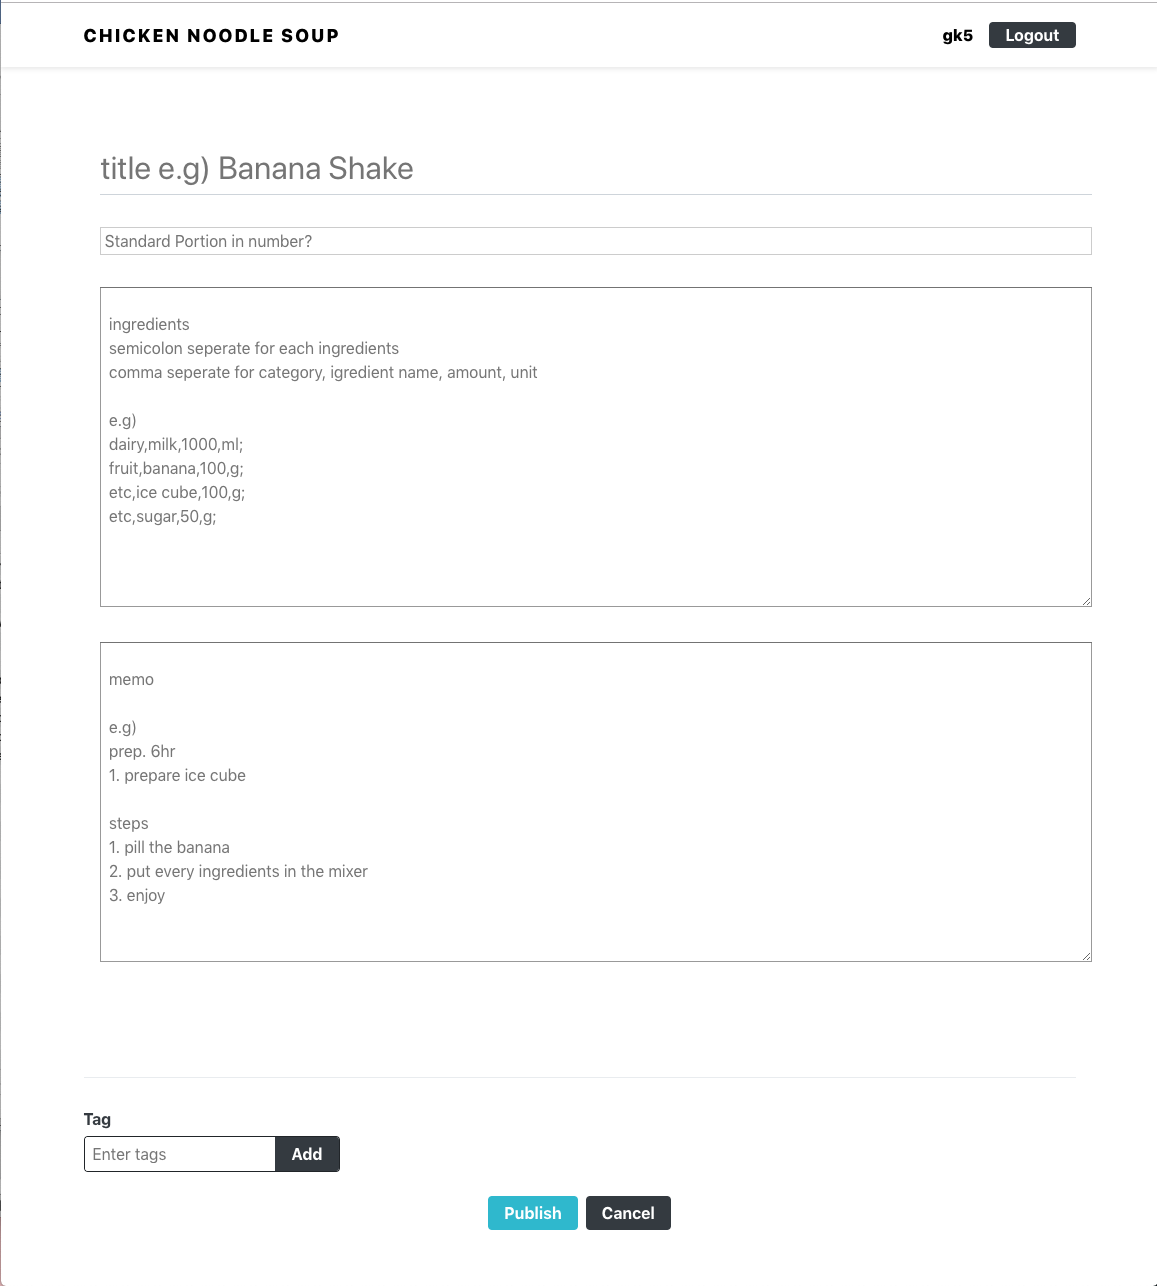 CHICKEN NOODLE SOUP
gk5 Logout
title e.g) Banana Shake
Standard Portion in number?
ingredients
semicolon seperate for each ingredients
comma seperate for category, igredient name, amount, unit
e.g)
dairy,milk,1000,ml;
fruit,banana,100,g;
etc,ice cube,100,g;
etc,sugar,50,g;
memo
e.g)
prep. 6hr
1. prepare ice cube
steps
1. pill the banana
2. put every ingredients in the mixer
3. enjoy
Tag
Enter tags Add
Publish Cancel